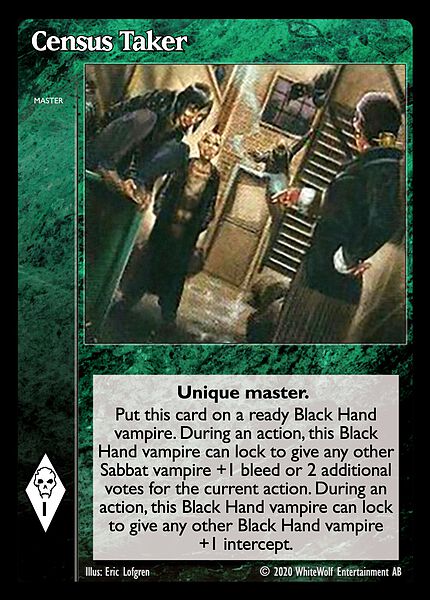 Census Taker
MASTER
Unique master.
Put this card on a ready Black Hand
vampire. During an action, this Black
Hand vampire can lock to give any other
Sabbat vampire +1 bleed or 2 additional
votes for the current action. During an
action, this Black Hand vampire can lock
to give any other Black Hand vampire
+1 intercept.
1
Illus: Eric Lofgren
© 2020 WhiteWolf Entertainment AB